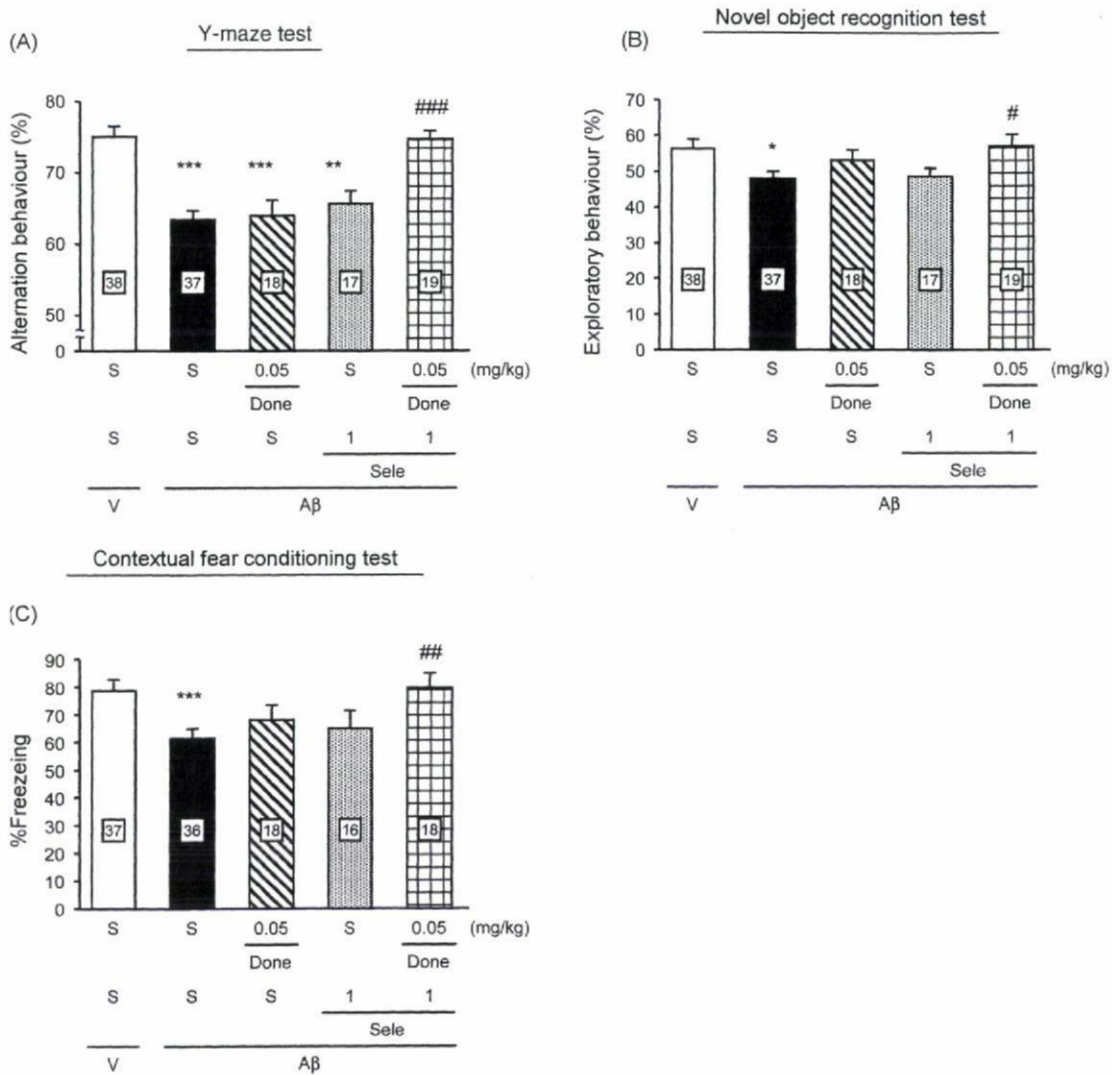 (A)
Y-maze test
Alternation behaviour (%)
80
70
60
50
0
***
***
**
###
38
37
18
17
19
S
S
0.05
S
0.05
(mg/kg)
Done
Done
S
S
S
1
1
Sele
V
Aβ
(B)
Novel object recognition test
Exploratory behaviour (%)
70
60
50
40
30
20
10
0
*
#
38
37
18
17
19
S
S
0.05
S
0.05
(mg/kg)
Done
Done
S
S
S
1
1
Sele
V
Aβ
Contextual fear conditioning test
(C)
%Freezeing
90
80
70
60
50
40
30
20
10
0
***
##
37
36
18
16
18
S
S
0.05
S
0.05
(mg/kg)
Done
Done
S
S
S
1
1
Sele
V
Aβ